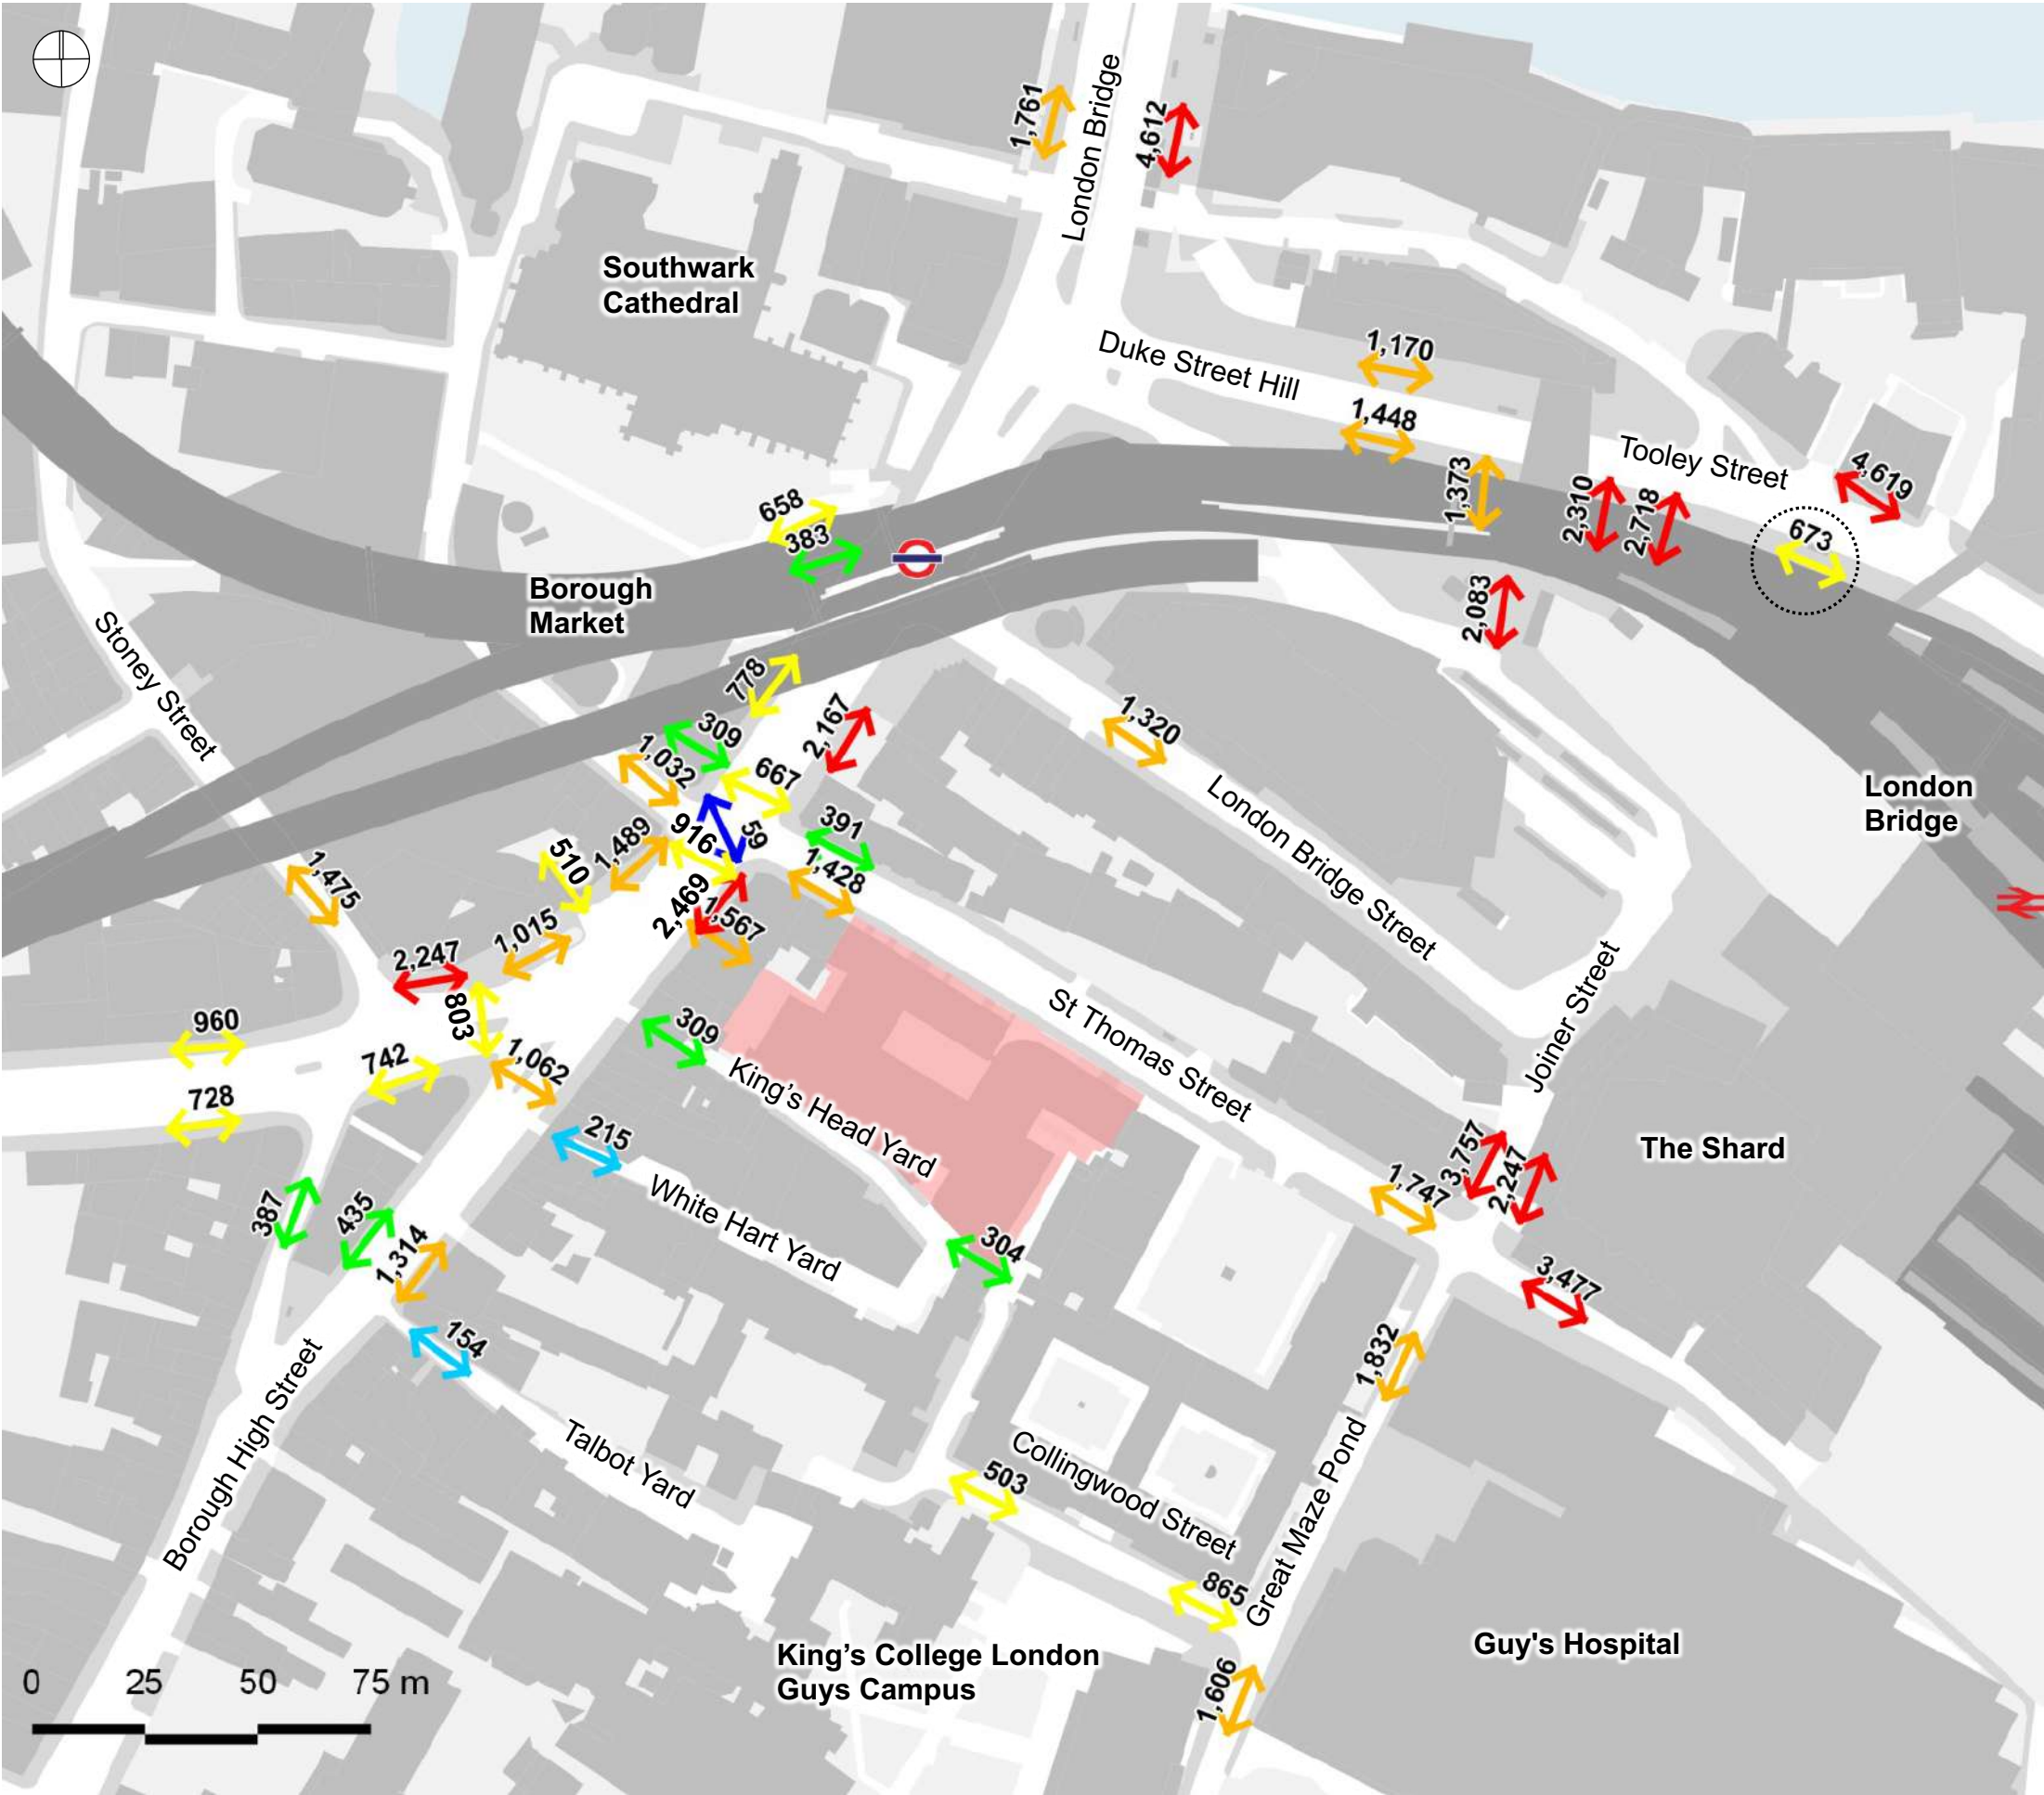 1,761
London Bridge
4,612
Southwark
Cathedral
Duke Street Hill
1,170
1,448
1,373
Tooley Street
2,310
2,718
4,619
673
658
383
Borough
Market
2,083
Stoney Street
778
309
1,032
2,167
667
1,320
London
Bridge
916
59
391
1,489
510
1,428
London Bridge Street
1,475
2,469
1,567
1,015
2,247
803
960
742
728
1,062
309
St Thomas Street
Joiner Street
King's Head Yard
215
White Hart Yard
3,757
2,247
The Shard
1,747
387
435
1,314
304
3,477
154
1,832
Borough High Street
Talbot Yard
503
Collingwood Street
Great Maze Pond
865
King's College London
Guys Campus
Guy's Hospital
1,606
0 25 50 75 m